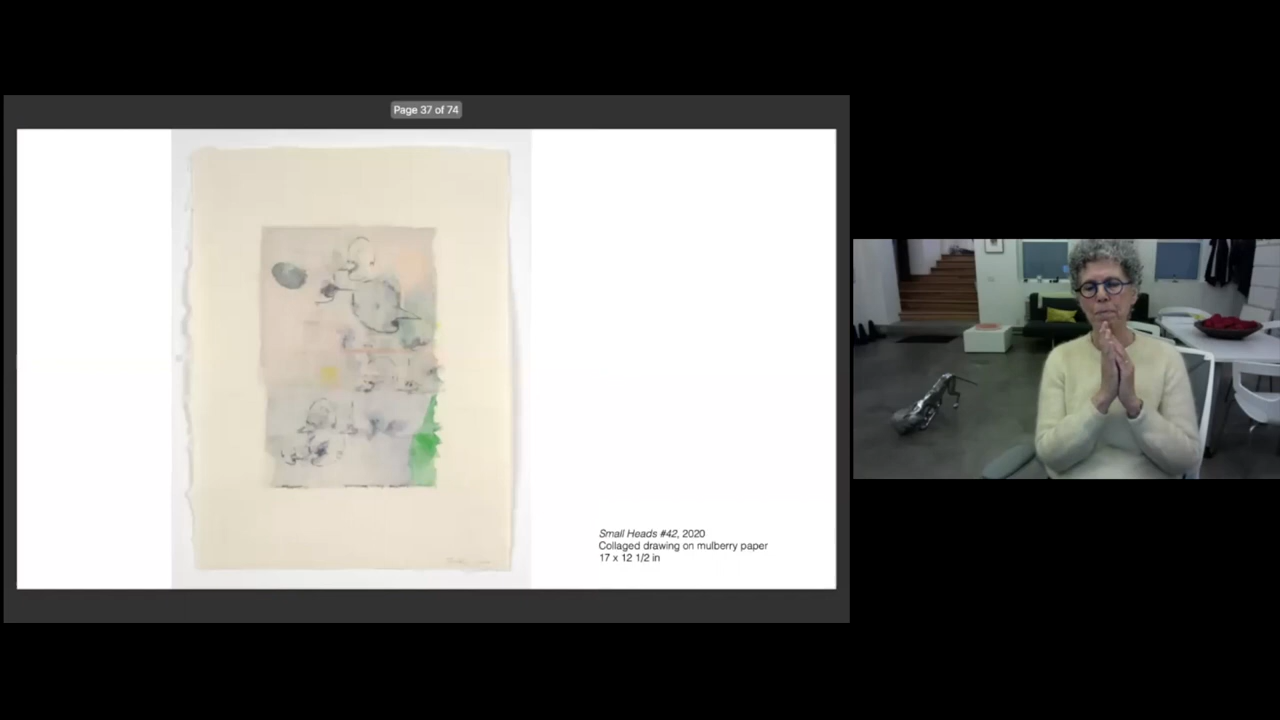 Page 37 of 74
Small Heads #42, 2020
Collaged drawing on mulberry paper
17 x 12 1/2 in